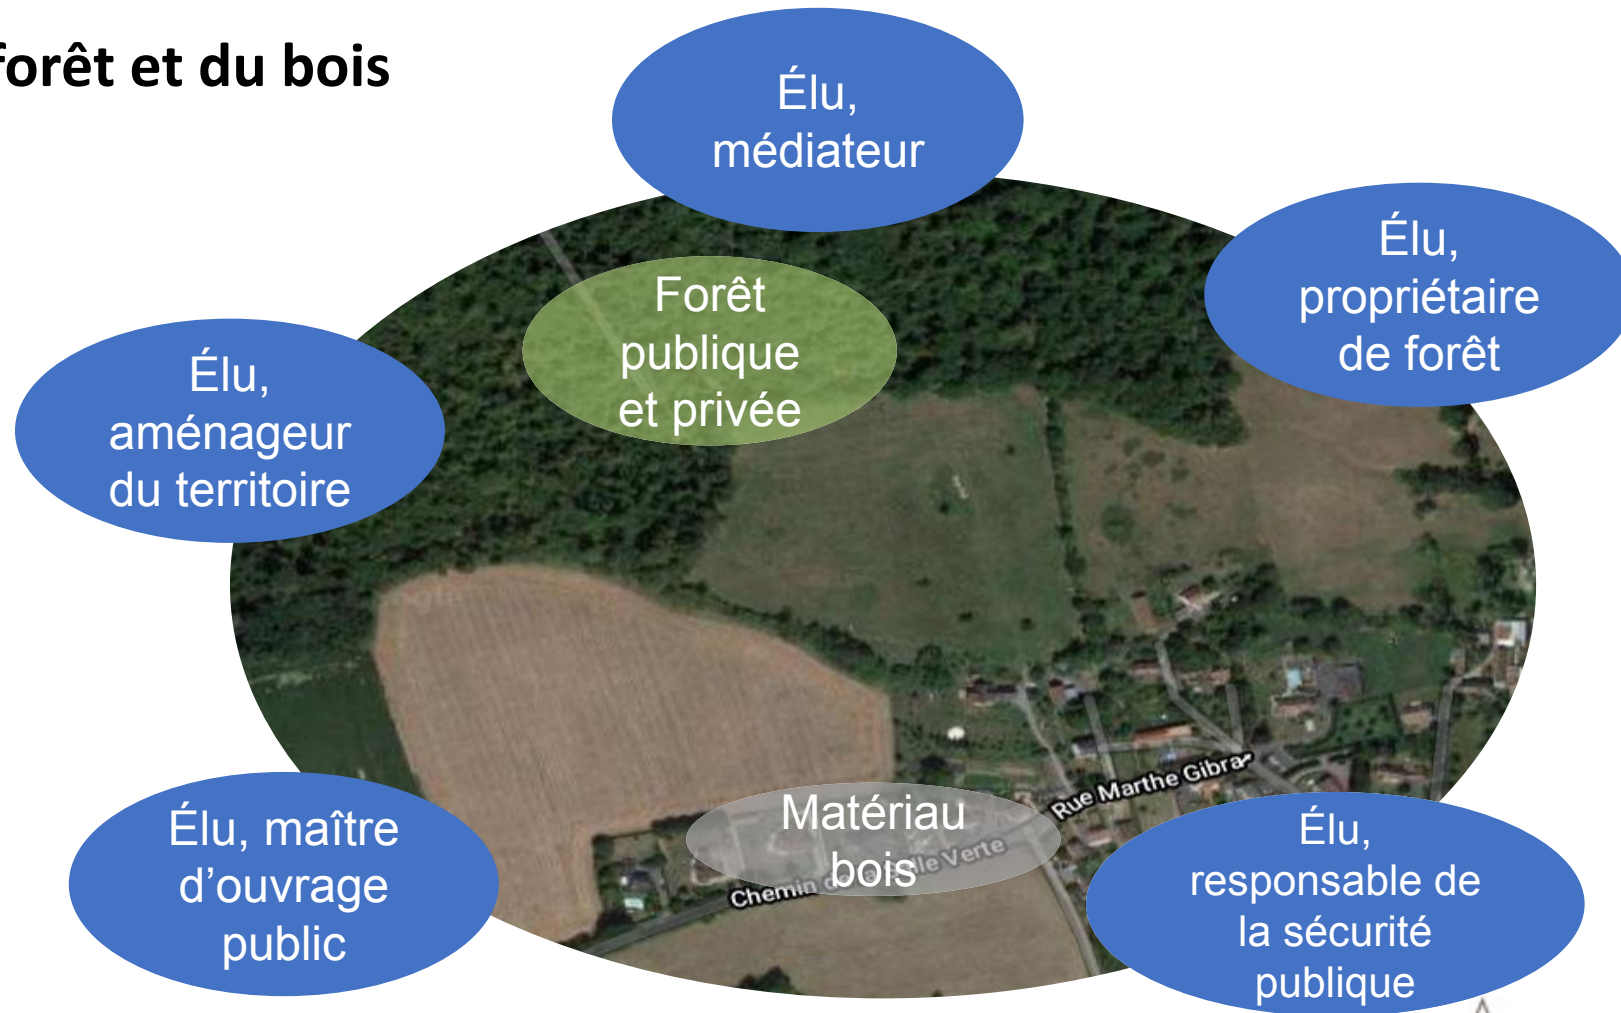 forêt et du bois
Élu,
médiateur
Élu,
propriétaire
de forêt
Forêt
publique
et privée
Élu,
aménageur
du territoire
Rue Marthe Gibra
Matériau
bois
Chemin
Verte
Élu, maître
d’ouvrage
public
Élu,
responsable de
la sécurité
publique